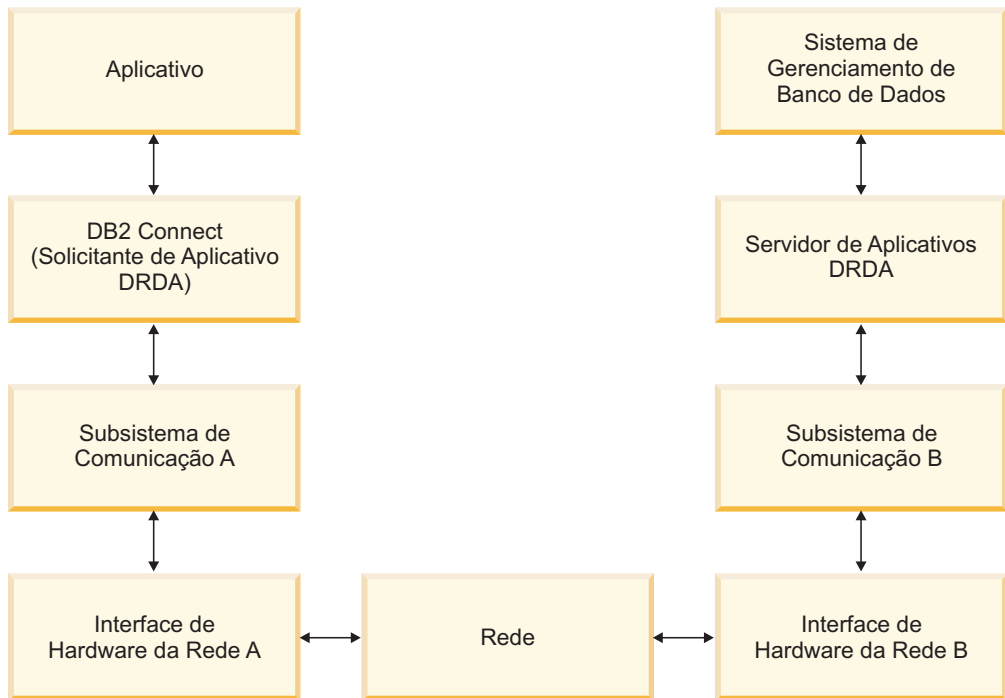 Aplicativo
Sistema de
Gerenciamento de
Banco de Dados
DB2 Connect
(Solicitante de Aplicativo
DRDA)
Servidor de Aplicativos
DRDA
Subsistema de
Comunicação A
Subsistema de
Comunicação B
Interface de
Hardware da Rede A
Rede
Interface de
Hardware da Rede B